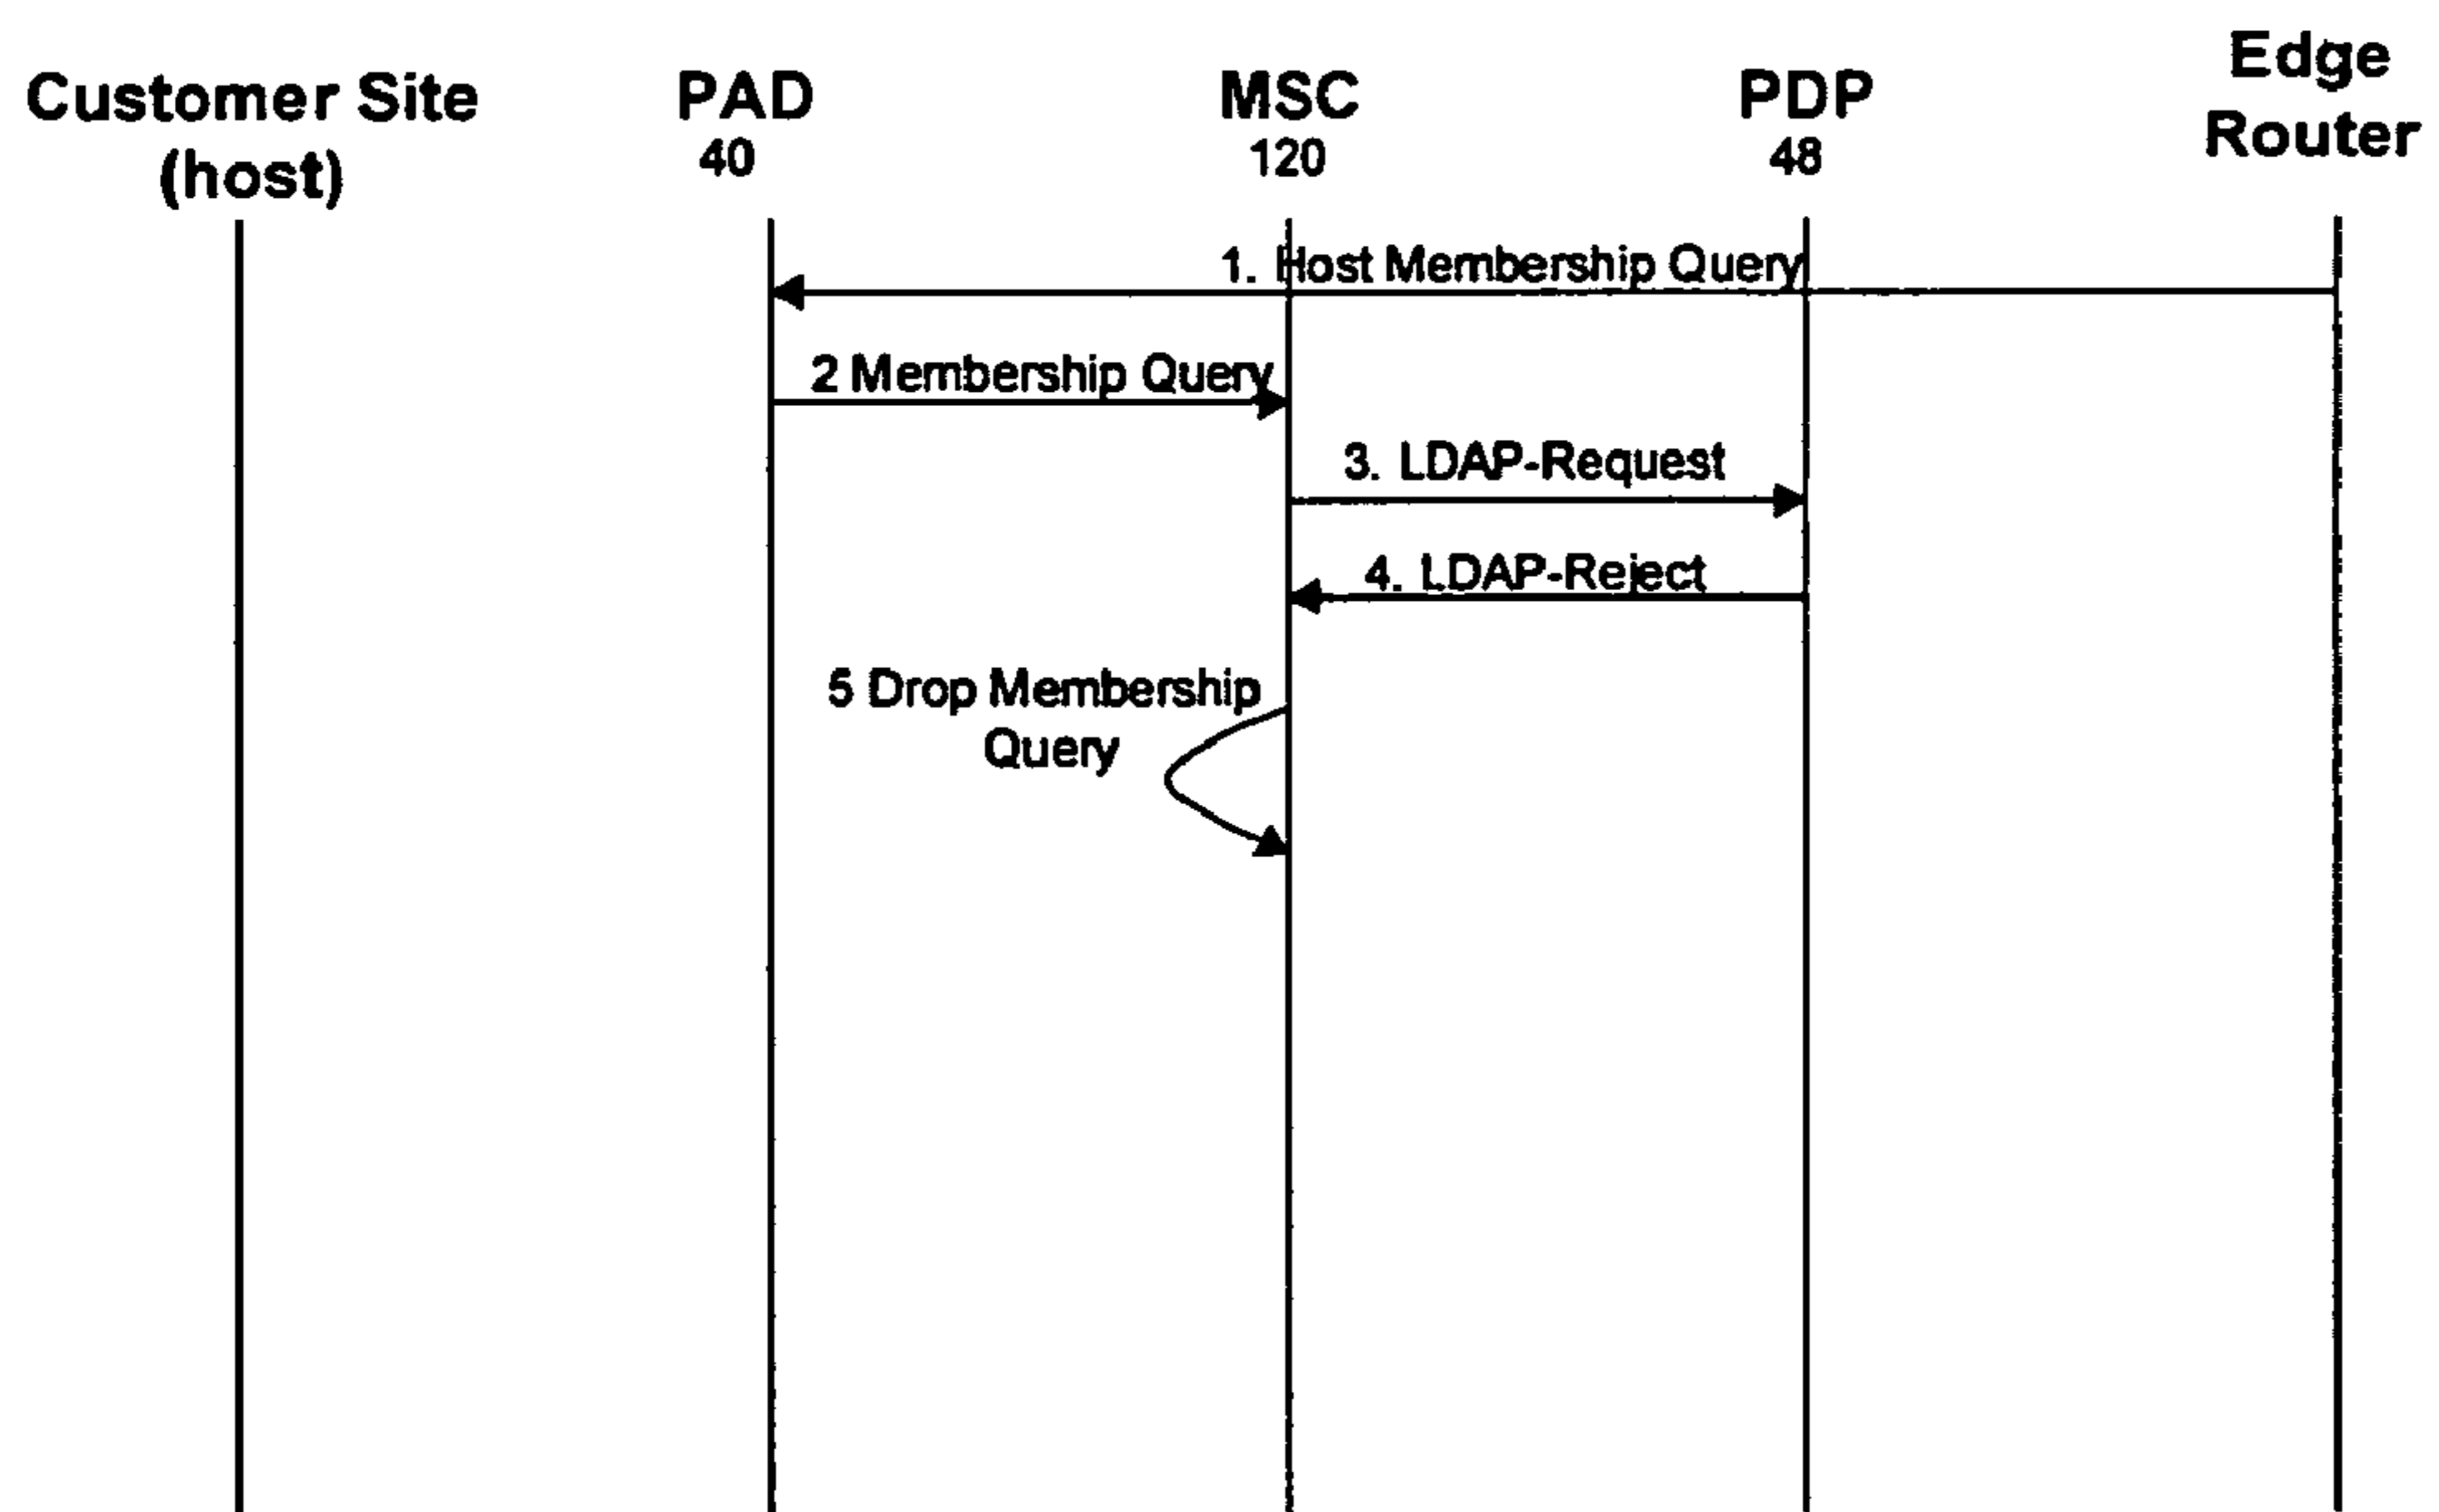 Customer Site
(host)
PAD
40
MSC
120
PDP
48
Edge
Router
1. Host Membership Query
2 Membership Query
3. LDAP-Request
4. LDAP-Reject
5 Drop Membership
Query